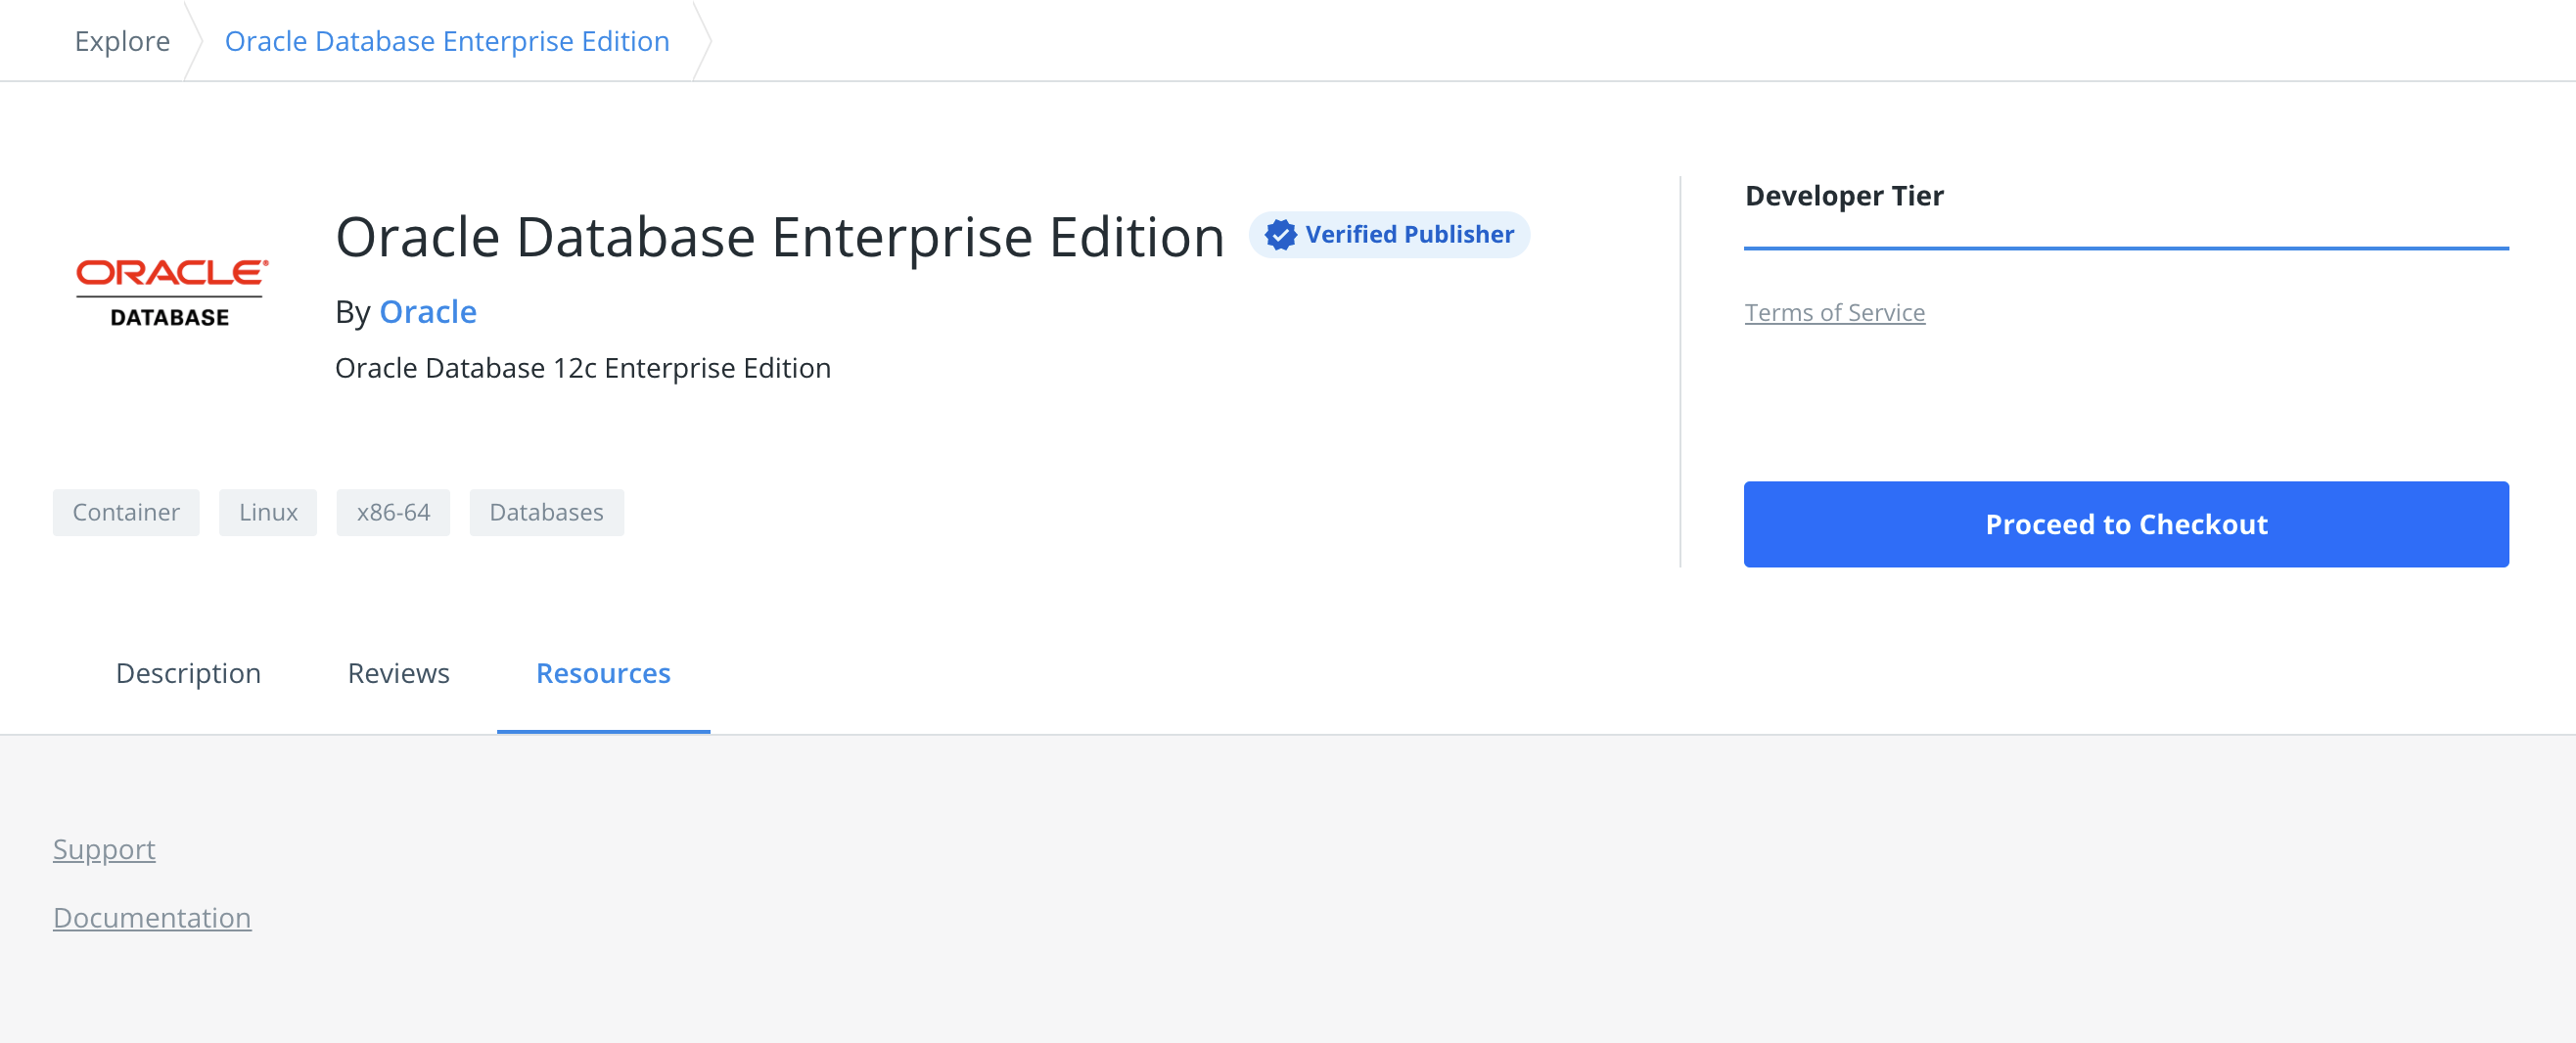 Explore
Oracle Database Enterprise Edition
ORACLE®
DATABASE
Oracle Database Enterprise Edition
Verified Publisher
By Oracle
Oracle Database 12c Enterprise Edition
Container Linux x86-64 Databases
Developer Tier
Terms of Service
Proceed to Checkout
Description Reviews Resources
Support
Documentation